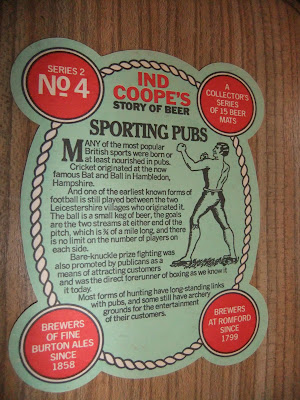 SERIES 2
No 4
IND
COOPE'S
STORY OF BEER
A
COLLECTOR'S
SERIES
OF 15 BEER
MATS
SPORTING PUBS
MANY of the most popular
British sports were born or
at least nourished in pubs.
Cricket originated at the now
famous Bat and Ball in Hambledon,
Hampshire.
And one of the earliest known forms of
football is still played between the two
Leicestershire villages who originated it.
The ball is a small keg of beer, the goals
are the two streams at either end of the
pitch, which is ¾ of a mile long, and there
is no limit on the number of players on
each side.
Bare-knuckle prize fighting was
also promoted by publicans as a
means of attracting customers
and was the direct forerunner of boxing as we know it
it today.
Most forms of hunting have long-standing links
with pubs, and some still have archery
grounds for the entertainment
of their customers.
BREWERS
OF FINE
BURTON ALES
SINCE
1858
BREWERS
AT ROMFORD
SINCE
1799